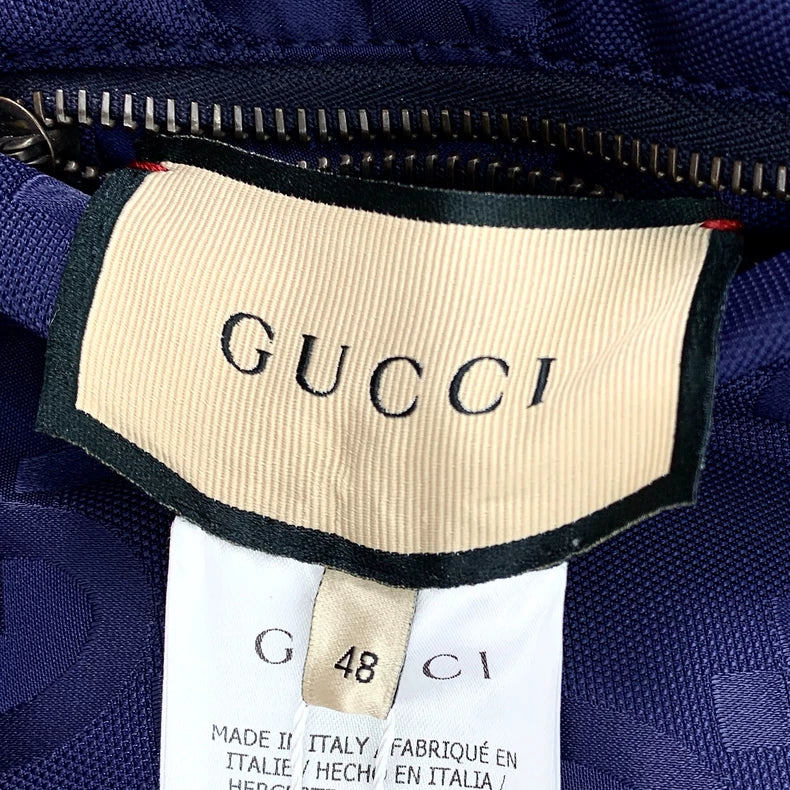 GUCCI
48
G CI
MADE IN ITALY / FABRIQUÉ EN
ITALIE / HECHO EN ITALIA /